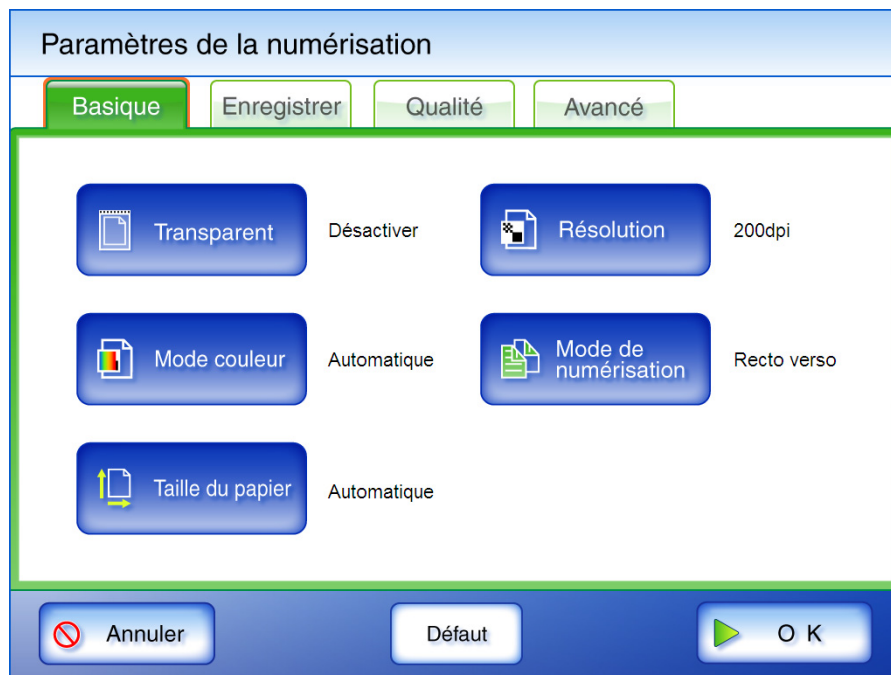 Paramètres de la numérisation
Basique
Enregistrer
Qualité
Avancé
Transparent
Désactiver
Résolution
200dpi
Mode couleur
Automatique
Mode de
numérisation
Recto verso
Taille du papier
Automatique
Annuler
Défaut
O K